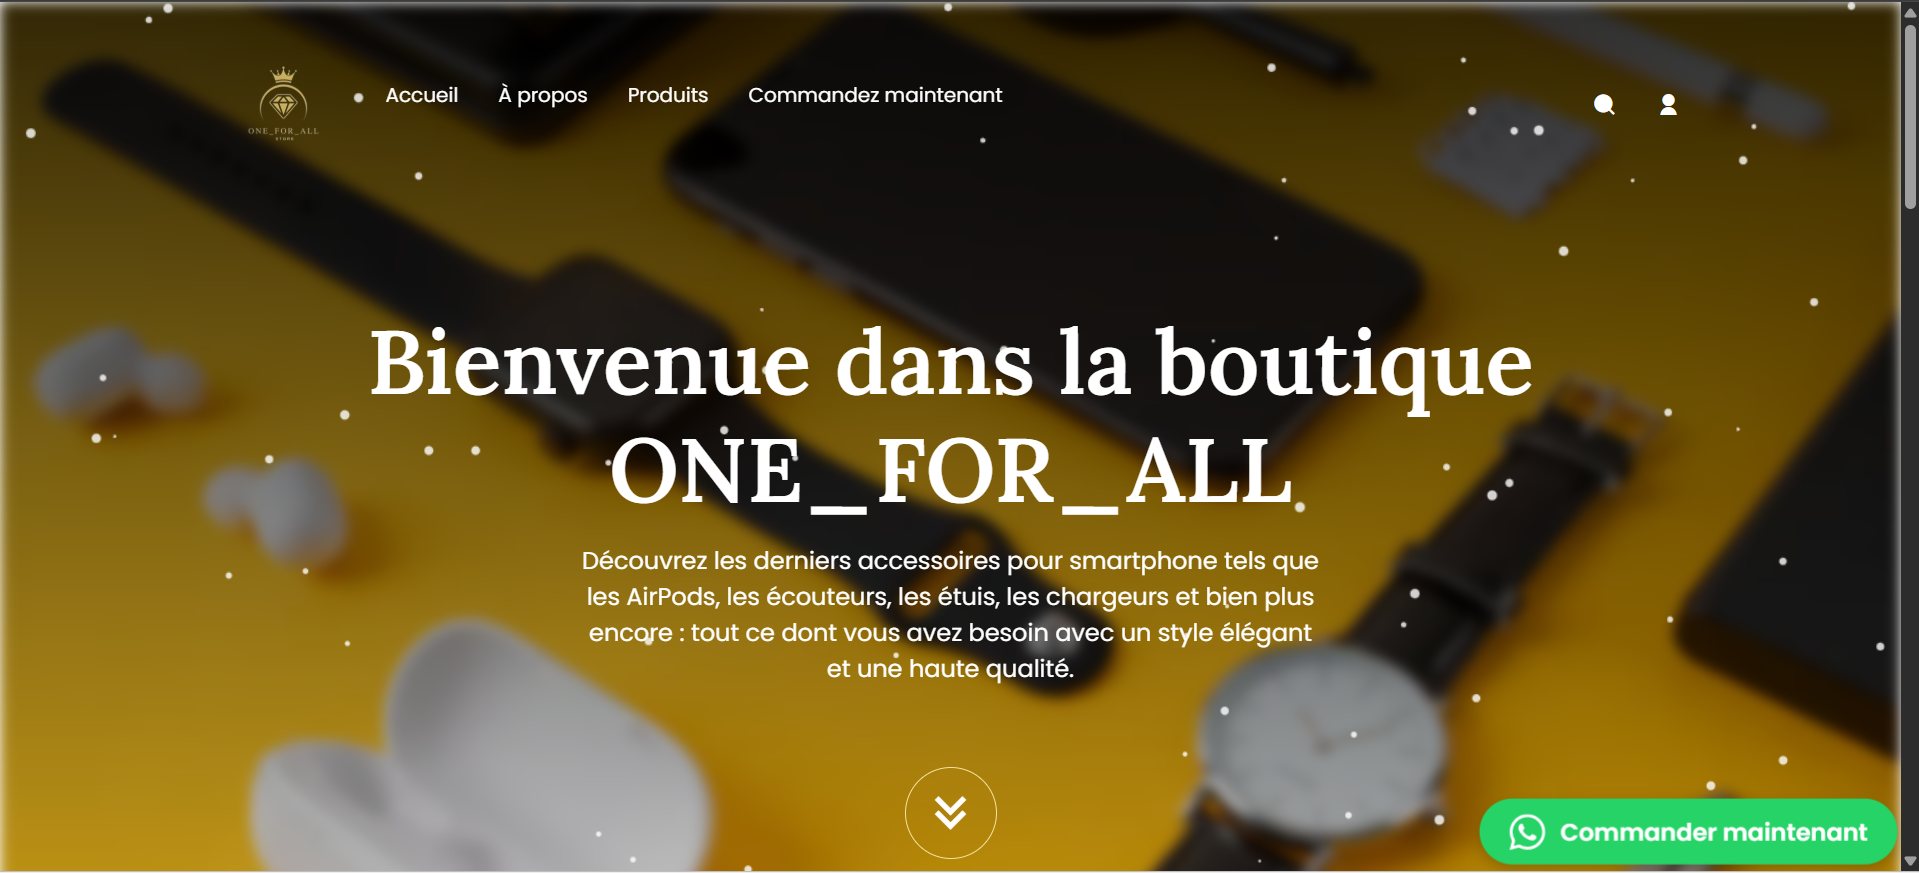 ONE_FOR_ALL
STORE
Accueil
À propos
Produits
Commandez maintenant
Bienvenue dans la boutique
ONE_FOR_ALL
Découvrez les derniers accessoires pour smartphone tels que
les AirPods, les écouteurs, les étuis, les chargeurs et bien plus
encore : tout ce dont vous avez besoin avec un style élégant
et une haute qualité.
Commander maintenant